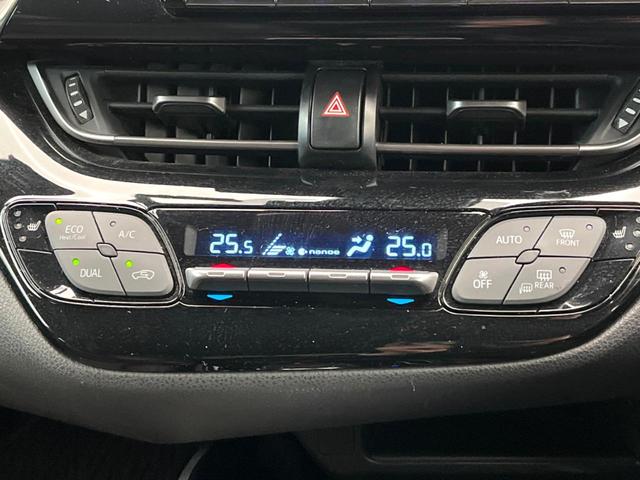 ECO
Heat/Cool
A/C
DUAL
25.5
nanoe
25.0
AUTO
FRONT
OFF
REAR